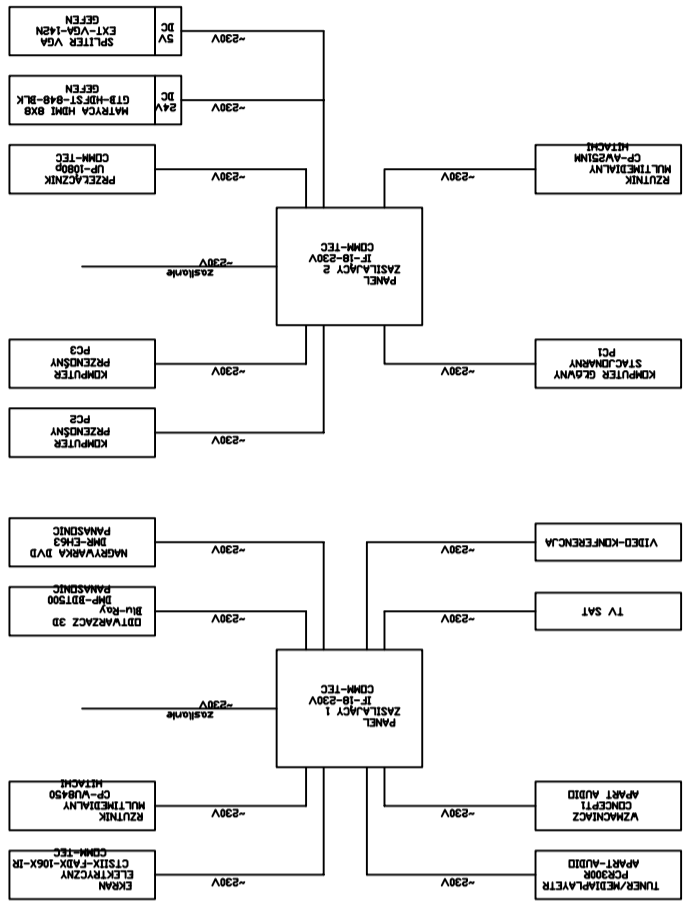 TUNER/MEDIAPLAYETR
PCR300R
APART-AUDIO
~230V
~230V
EKRAN
ELEKTRYCZNY
CTSIIX-FADX-106X-IR
COMM-TEC
WZMACNIACZ
CONCEPT1
APART AUDIO
~230V
~230V
RZUTNIK
MULTIMEDIALNY
CP-WU8450
HITACHI
PANEL
ZASILAJĄCY 1
IF-18-230V
COMM-TEC
zasilanie
~230V
TV SAT
~230V
~230V
ODTWARZACZ 3D
Blu-Ray
DMP-BDT500
PANASONIC
VIDEO-KONFERENCJA
~230V
~230V
NAGRYWARKA DVD
DMR-EH63
PANASONIC
~230V
KOMPUTER
PRZENOŚNY
PC2
KOMPUTER GŁÓWNY
STACJONARNY
PC1
~230V
~230V
KOMPUTER
PRZENOŚNY
PC3
PANEL
ZASILAJĄCY 2
IF-18-230V
COMM-TEC
zasilanie
~230V
RZUTNIK
MULTIMEDIALNY
CP-AW251NM
HITACHI
~230V
~230V
PRZEŁĄCZNIK
UP-1080p
COMM-TEC
~230V
24V
DC
MATRYCA HDMI 8X8
GTB-HDFST-848-BLK
GEFEN
~230V
5V
DC
SPLITER VGA
EXT-VGA-142N
GEFEN